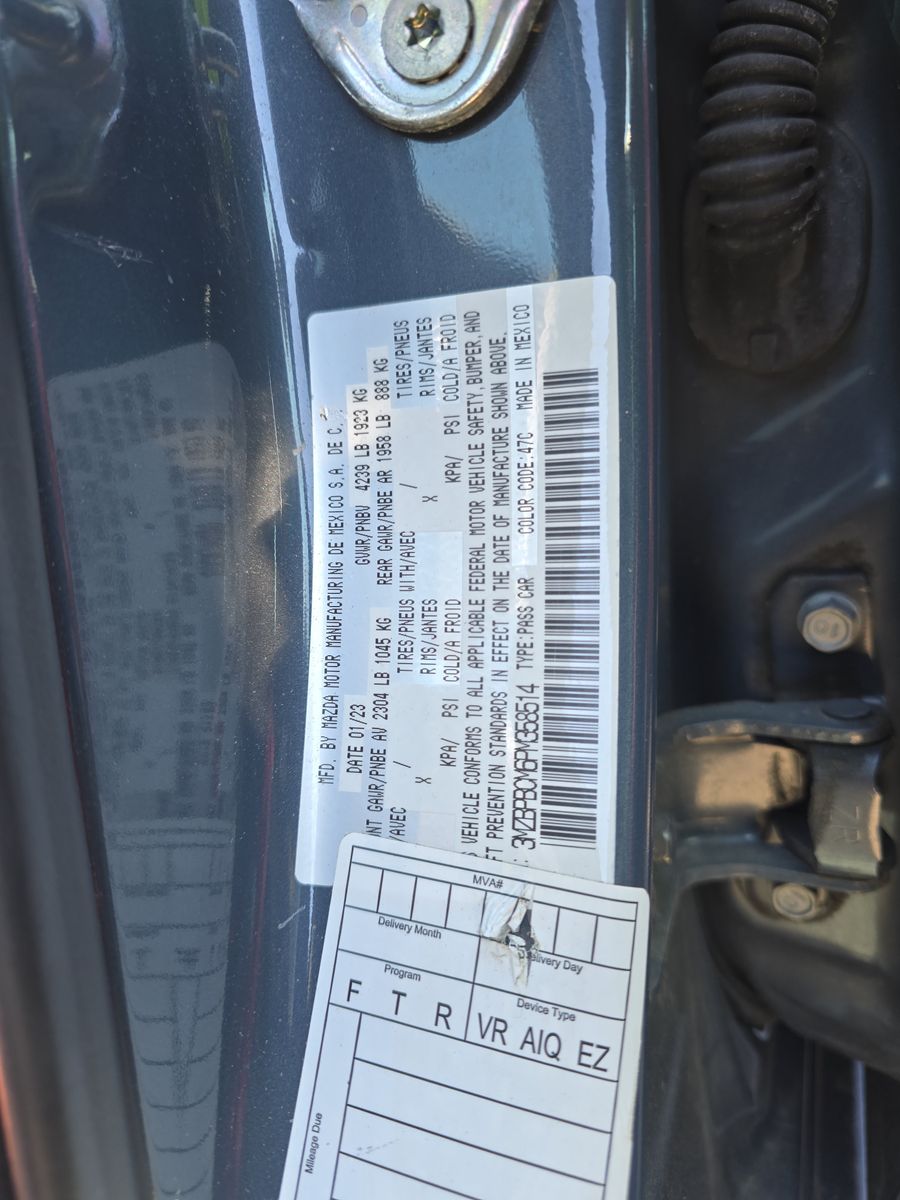 MFD. BY MAZDA MOTOR MANUFACTURING DE MEXICO S.A. DE C.
DATE 01/23 GVWR/PNBV 4239 LB 1923 KG
NT GAWR/PNBE AV 2304 LB 1045 KG REAR GAWR/PNBE AR 1958 LB 888 KG
/AVEC / TIRES/PNEUS WITH/AVEC / TIRES/PNEUS
X RIMS/JANTES X RIMS/JANTES
KPA/ PSI COLD/A FROID KPA/ PSI COLD/A FROID
VEHICLE CONFORMS TO ALL APPLICABLE FEDERAL MOTOR VEHICLE SAFETY, BUMPER, AND
FT PREVENTION STANDARDS IN EFFECT ON THE DATE OF MANUFACTURE SHOWN ABOVE.
: 3MZBPBCM6PM358514 TYPE:PASS CAR COLOR CODE:47C MADE IN MEXICO
MVA#
Delivery Month
Delivery Day
Program
Device Type
F T R
VR AIQ EZ
Mileage Due